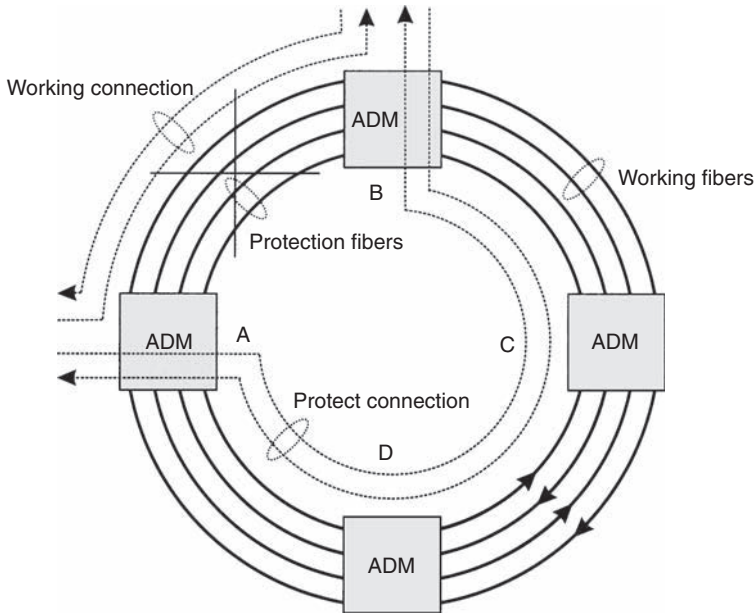 Working connection
ADM
Working fibers
B
Protection fibers
ADM
A
C
ADM
Protect connection
D
ADM